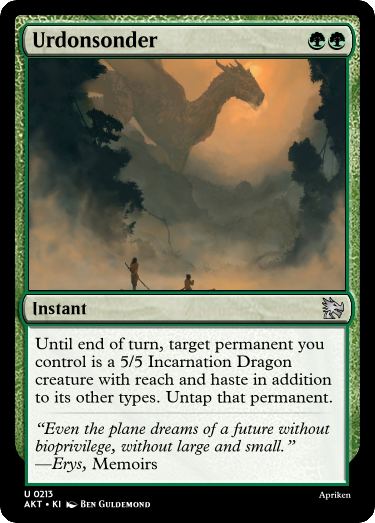 Urdonsonder
Instant
Until end of turn, target permanent you
control is a 5/5 Incarnation Dragon
creature with reach and haste in addition
to its other types. Untap that permanent.
“Even the plane dreams of a future without
bioprivilege, without large and small.”
—Erys, Memoirs
U 0213
Apriken
AKT • KI Ben Guldemond